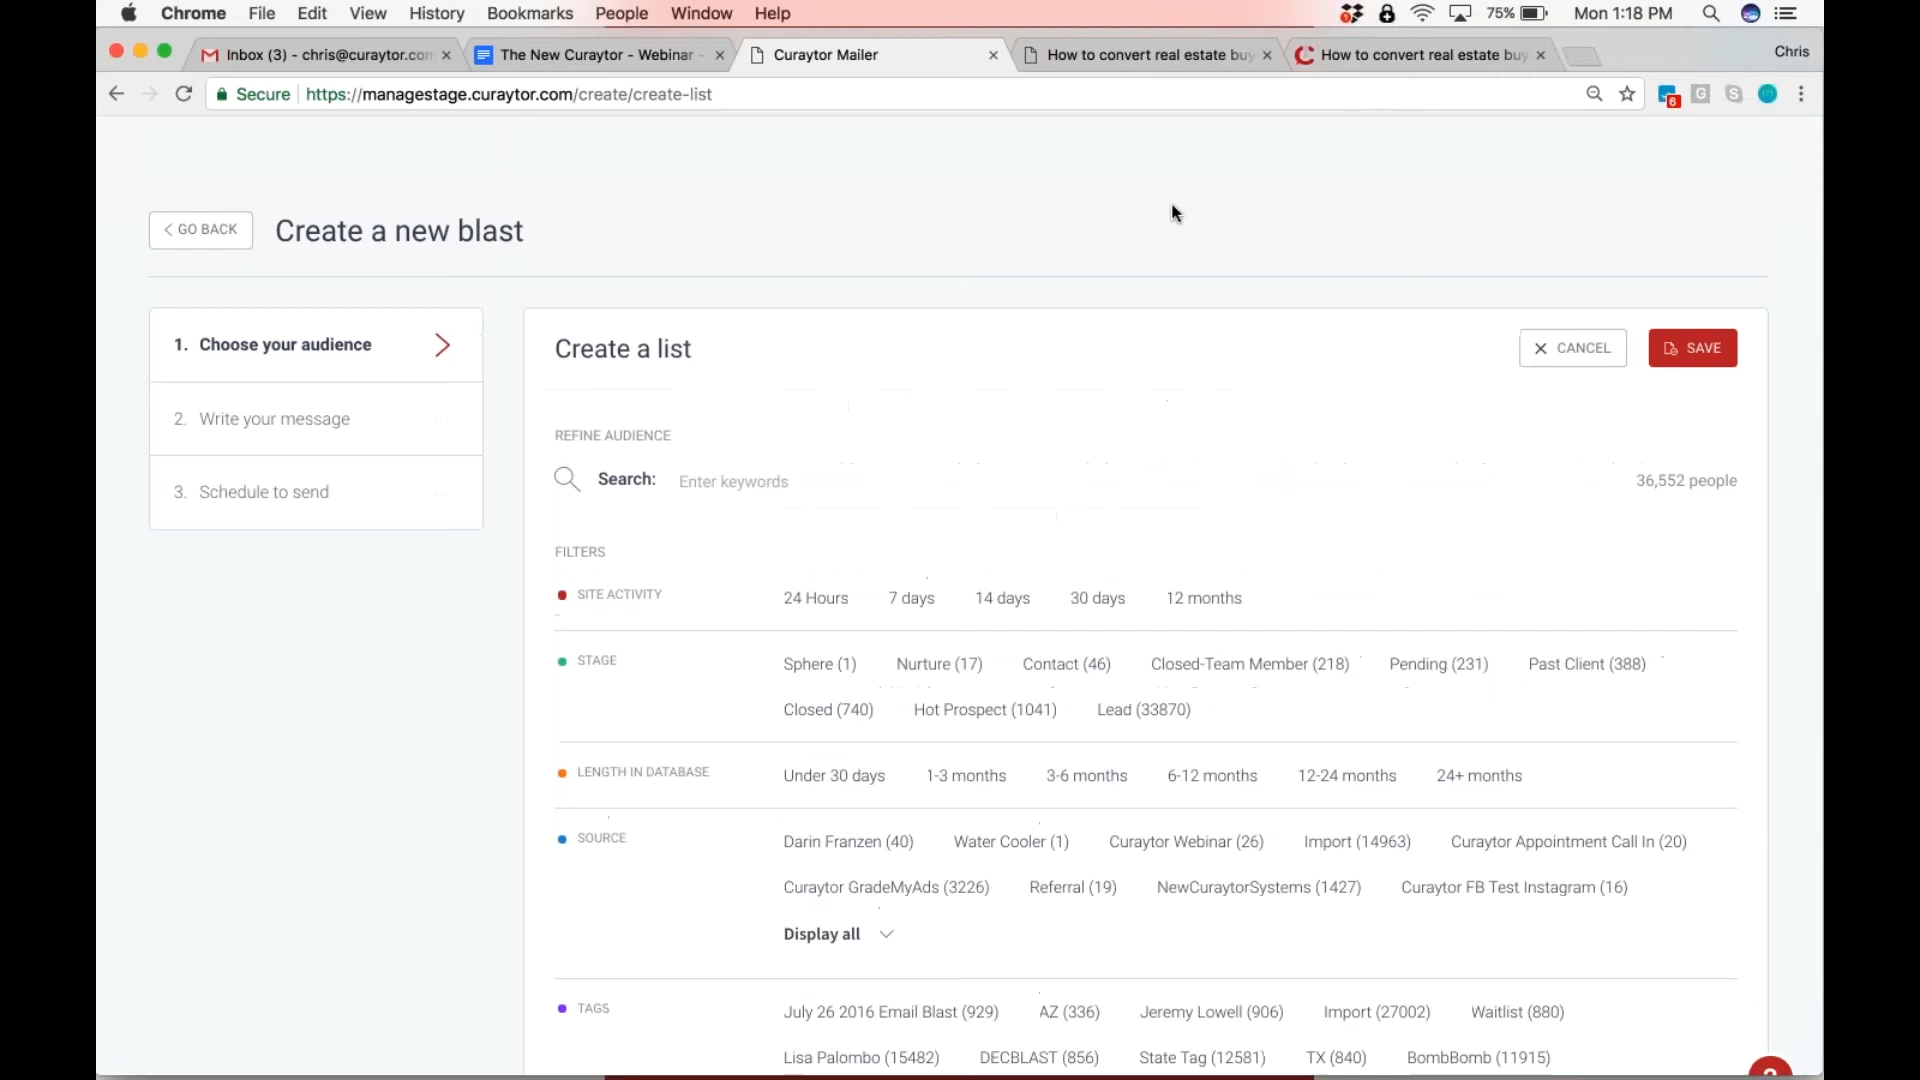 Chrome File Edit View History Bookmarks People Window Help 75% Mon 1:18 PM
Inbox (3) - chris@curaytor.com The New Curaytor - Webinar - Curaytor Mailer How to convert real estate buy How to convert real estate buy Chris
Secure https://managestage.curaytor.com/create/create-list 6 G S
GO BACK Create a new blast
1. Choose your audience
2. Write your message
3. Schedule to send
Create a list CANCEL SAVE
REFINE AUDIENCE
Search: Enter keywords 36,552 people
FILTERS
SITE ACTIVITY 24 Hours 7 days 14 days 30 days 12 months
STAGE Sphere (1) Nurture (17) Contact (46) Closed-Team Member (218) Pending (231) Past Client (388)
Closed (740) Hot Prospect (1041) Lead (33870)
LENGTH IN DATABASE Under 30 days 1-3 months 3-6 months 6-12 months 12-24 months 24+ months
SOURCE Darin Franzen (40) Water Cooler (1) Curaytor Webinar (26) Import (14963) Curaytor Appointment Call In (20)
Curaytor GradeMyAds (3226) Referral (19) NewCuraytorSystems (1427) Curaytor FB Test Instagram (16)
Display all
TAGS July 26 2016 Email Blast (929) AZ (336) Jeremy Lowell (906) Import (27002) Waitlist (880)
Lisa Palombo (15482) DECBLAST (856) State Tag (12581) TX (840) BombBomb (11915)